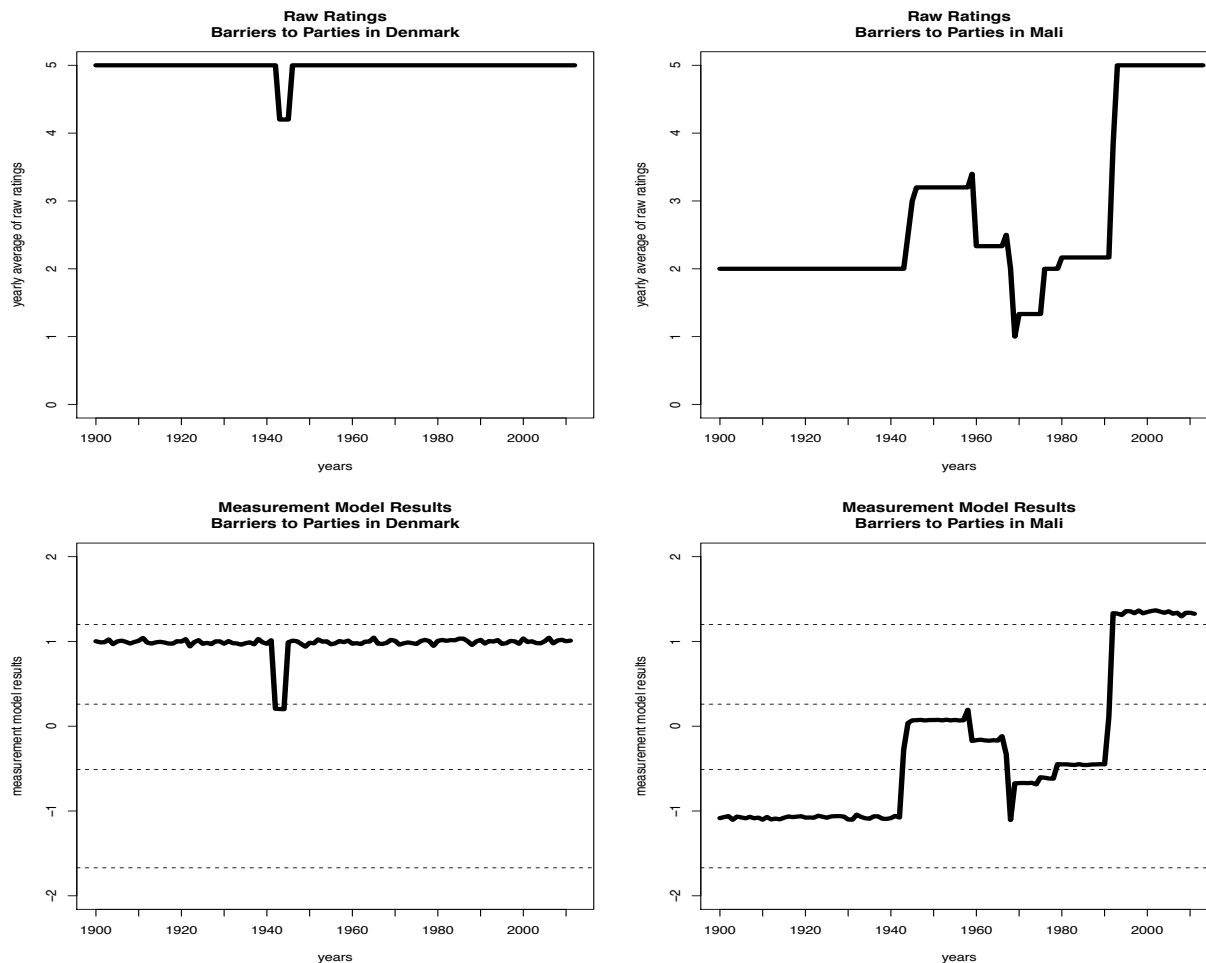 Raw Ratings
Barriers to Parties in Denmark
yearly average of raw ratings
5
4
3
2
1
0
1900 1920 1940 1960 1980 2000
years
Raw Ratings
Barriers to Parties in Mali
yearly average of raw ratings
5
4
3
2
1
0
1900 1920 1940 1960 1980 2000
years
Measurement Model Results
Barriers to Parties in Denmark
measurement model results
2
1
0
-1
-2
1900 1920 1940 1960 1980 2000
years
Measurement Model Results
Barriers to Parties in Mali
measurement model results
2
1
0
-1
-2
1900 1920 1940 1960 1980 2000
years